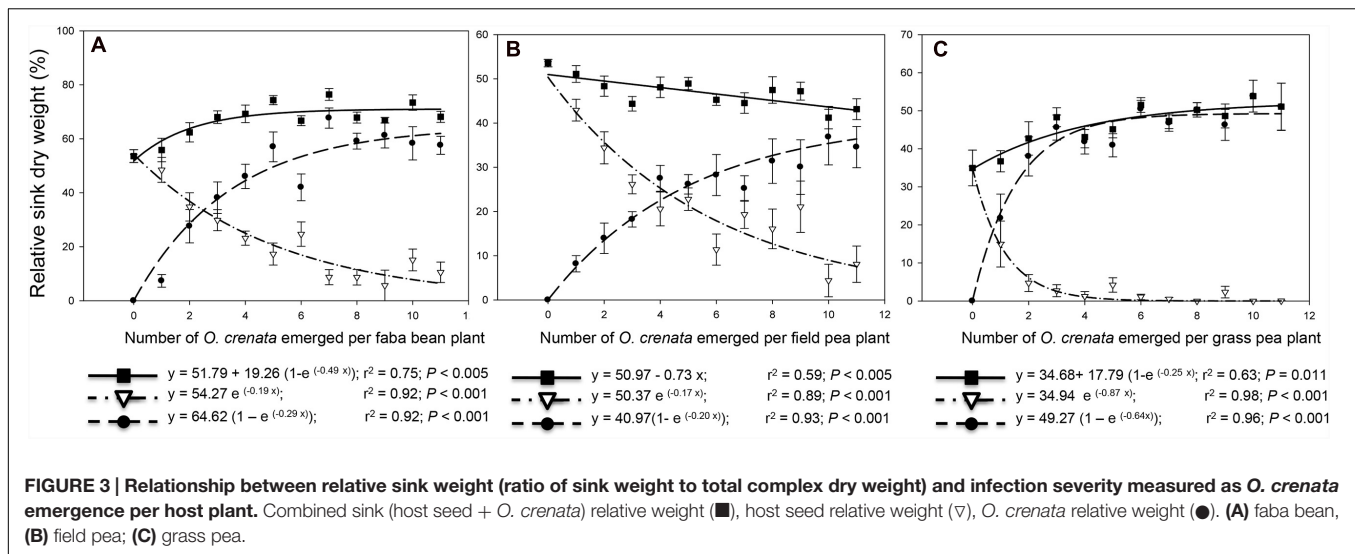 A
B
C
Relative sink dry weight (%)
100
80
60
40
20
0
0 2 4 6 8 10 1
Number of O. crenata emerged per faba bean plant
60
50
40
30
20
10
0
0 2 4 6 8 10 12
Number of O. crenata emerged per field pea plant
70
60
50
40
30
20
10
0
0 2 4 6 8 10 12
Number of O. crenata emerged per grass pea plant
y = 51.79 + 19.26 (1-e (-0.49 x)); r2 = 0.75; P < 0.005
y = 54.27 e (-0.19 x); r2 = 0.92; P < 0.001
y = 64.62 (1 – e (-0.29 x)); r2 = 0.92; P < 0.001
y = 50.97 - 0.73 x; r2 = 0.59; P < 0.005
y = 50.37 e (-0.17 x); r2 = 0.89; P < 0.001
y = 40.97(1- e (-0.20 x)); r2 = 0.93; P < 0.001
y = 34.68+ 17.79 (1-e (-0.25 x); r2 = 0.63; P = 0.011
y = 34.94 e (-0.87 x); r2 = 0.98; P < 0.001
y = 49.27 (1 – e (-0.64x)); r2 = 0.96; P < 0.001
FIGURE 3 | Relationship between relative sink weight (ratio of sink weight to total complex dry weight) and infection severity measured as O. crenata
emergence per host plant. Combined sink (host seed + O. crenata) relative weight (■), host seed relative weight (▽), O. crenata relative weight (●). (A) faba bean,
(B) field pea; (C) grass pea.